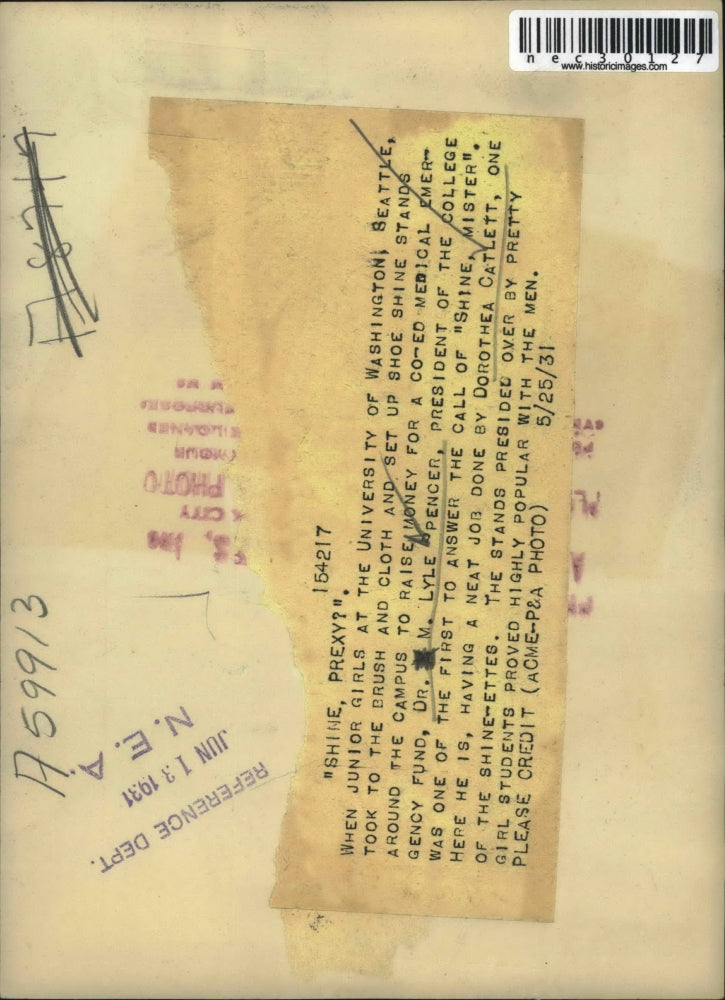 nec30127
www.historicimages.com
"SHINE, PREXY?".
154217
WHEN JUNIOR GIRLS AT THE UNIVERSITY OF WASHINGTON, SEATTLE,
TOOK TO THE BRUSH AND CLOTH AND SET UP SHOE SHINE STANDS
AROUND THE CAMPUS TO RAISE MONEY FOR A CO-ED MEDICAL EMER-
GENCY FUND, DR. M. LYLE SPENCER, PRESIDENT OF THE COLLEGE
WAS ONE OF THE FIRST TO ANSWER THE CALL OF "SHINE, MISTER".
HERE HE IS, HAVING A NEAT JOB DONE BY DOROTHEA CATLETT, ONE
OF THE SHINE-ETTES. THE STANDS PRESIDED OVER BY PRETTY
GIRL STUDENTS PROVED HIGHLY POPULAR WITH THE MEN.
PLEASE CREDIT (ACME-P&A PHOTO) 5/25/31
A59913
REFERENCE DEPT.
JUN 13 1931
N. E. A.
PHOTO
K CITY